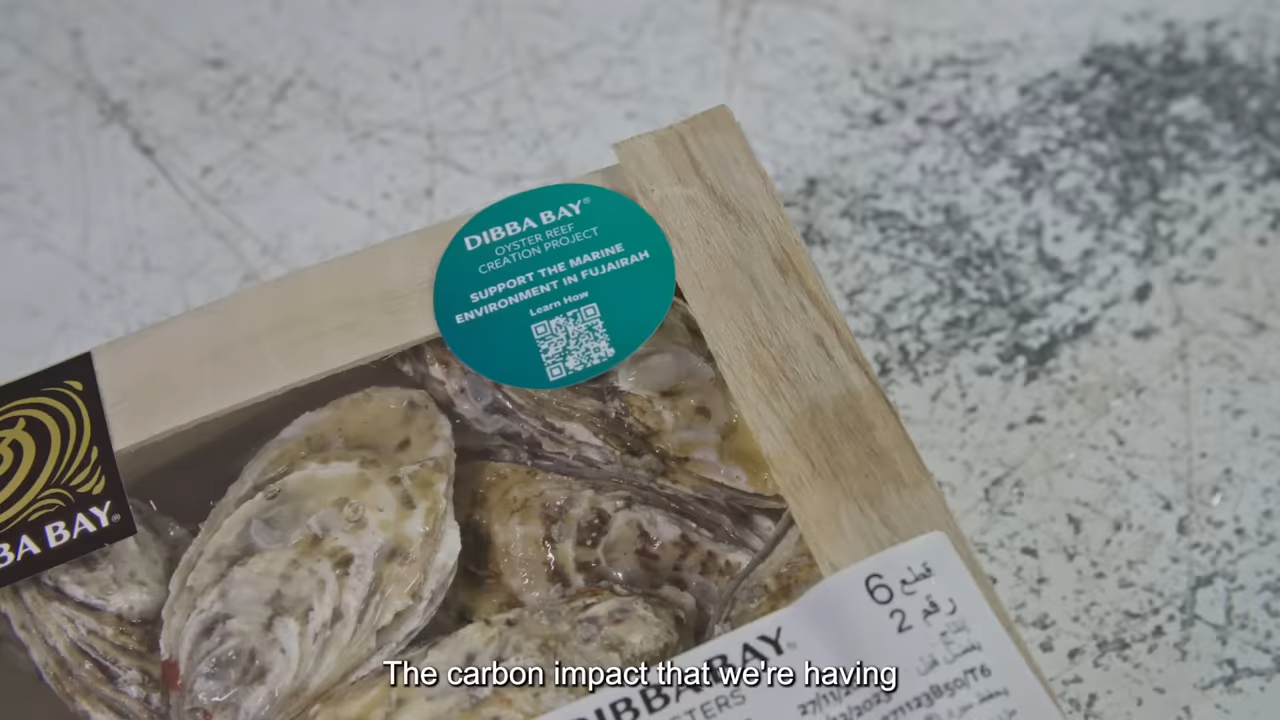 DIBBA BAY®
OYSTER REEF
CREATION PROJECT
SUPPORT THE MARINE
ENVIRONMENT IN FUJAIRAH
Learn How
BA BAY®
6 قطع
رقم 2
DIBBA BAY®
The carbon impact that we're having